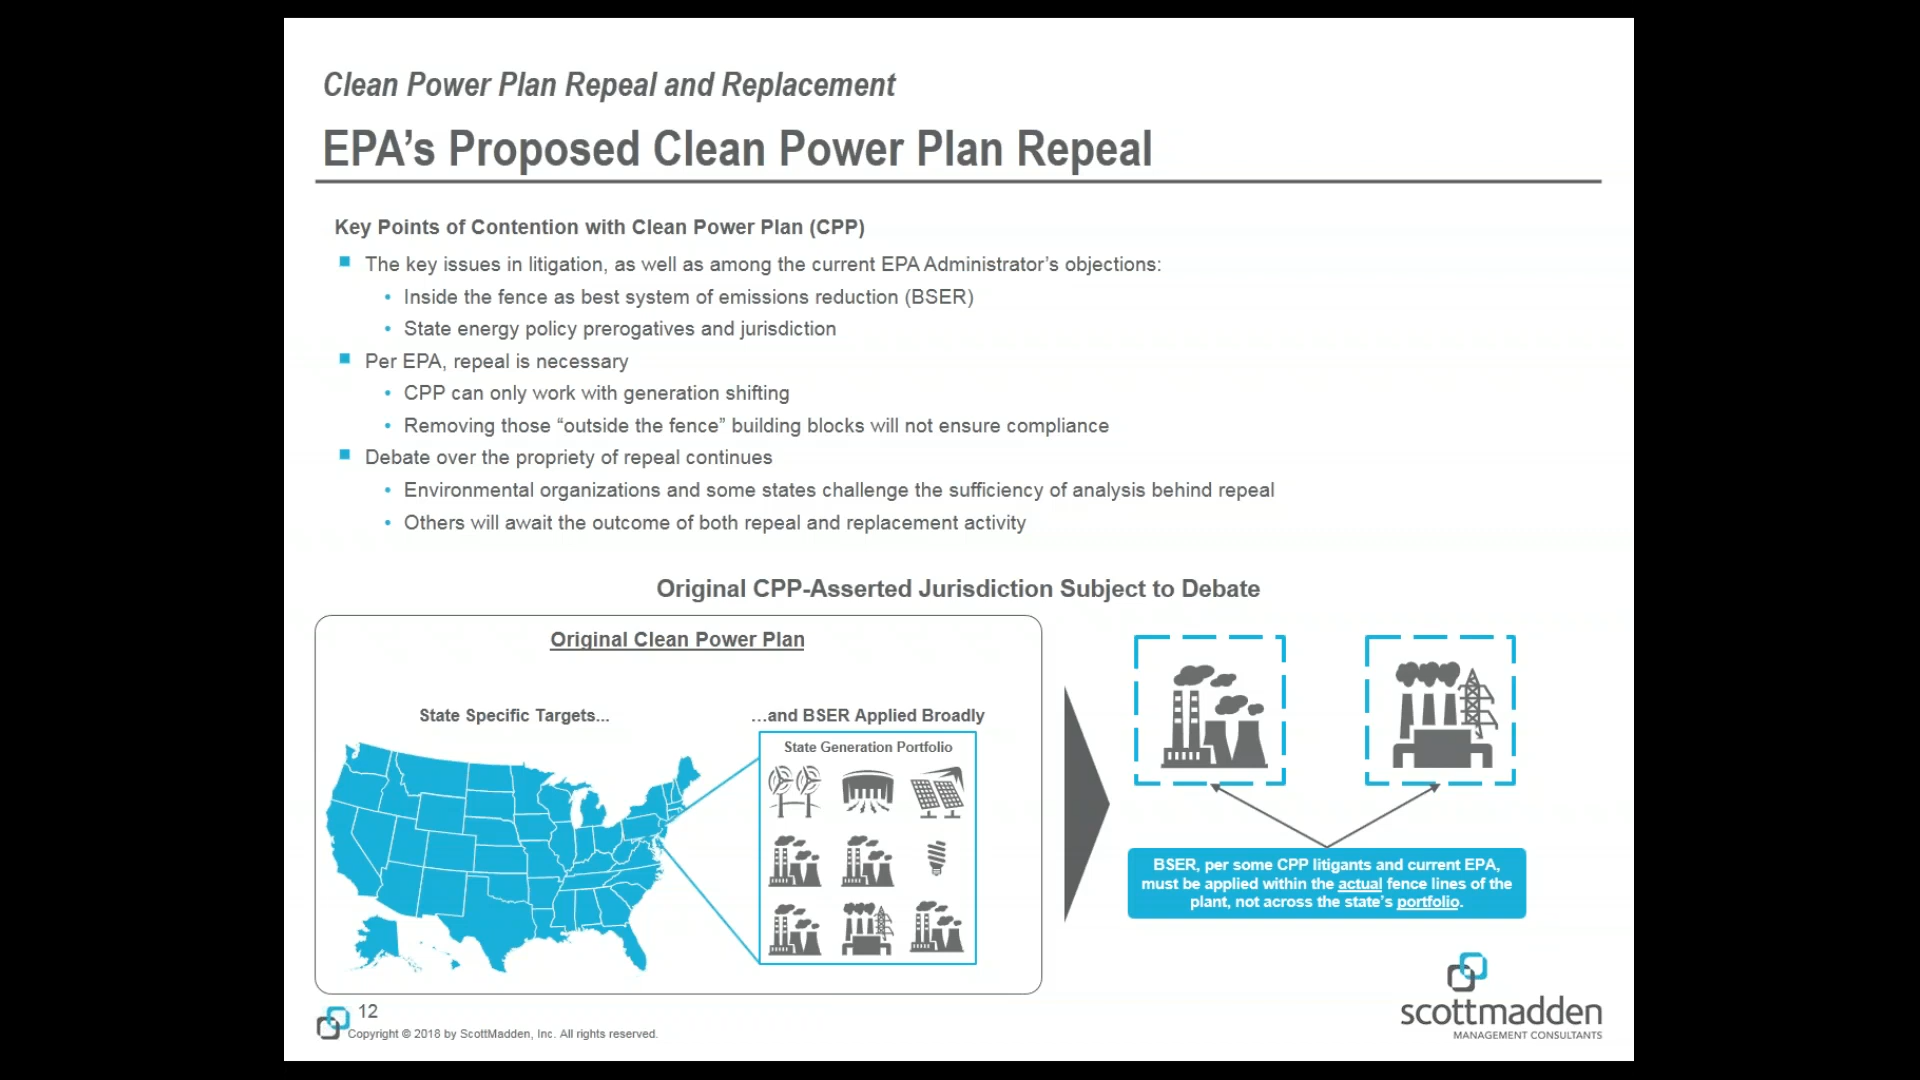 Clean Power Plan Repeal and Replacement
EPA’s Proposed Clean Power Plan Repeal
Key Points of Contention with Clean Power Plan (CPP)
The key issues in litigation, as well as among the current EPA Administrator’s objections:
• Inside the fence as best system of emissions reduction (BSER)
• State energy policy prerogatives and jurisdiction
Per EPA, repeal is necessary
• CPP can only work with generation shifting
• Removing those “outside the fence” building blocks will not ensure compliance
Debate over the propriety of repeal continues
• Environmental organizations and some states challenge the sufficiency of analysis behind repeal
• Others will await the outcome of both repeal and replacement activity
Original CPP-Asserted Jurisdiction Subject to Debate
Original Clean Power Plan
State Specific Targets...
…and BSER Applied Broadly
State Generation Portfolio
BSER, per some CPP litigants and current EPA,
must be applied within the actual fence lines of the
plant, not across the state’s portfolio.
12
Copyright © 2018 by ScottMadden, Inc. All rights reserved.
scottmadden
MANAGEMENT CONSULTANTS